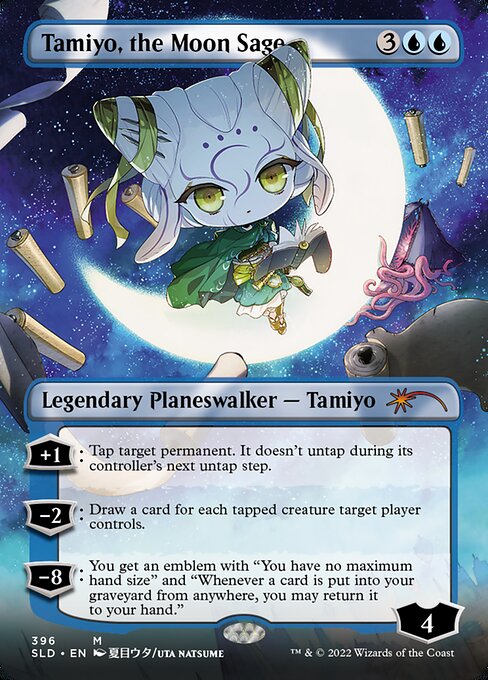 Tamiyo, the Moon Sage 3
Legendary Planeswalker — Tamiyo
+1 : Tap target permanent. It doesn't untap during its
controller's next untap step.
−2 : Draw a card for each tapped creature target player
controls.
−8 : You get an emblem with “You have no maximum
hand size” and “Whenever a card is put into your
graveyard from anywhere, you may return it
to your hand.”
4
396 M
SLD • EN 夏目ウタ/UTA NATSUME
™ & © 2022 Wizards of the Coast